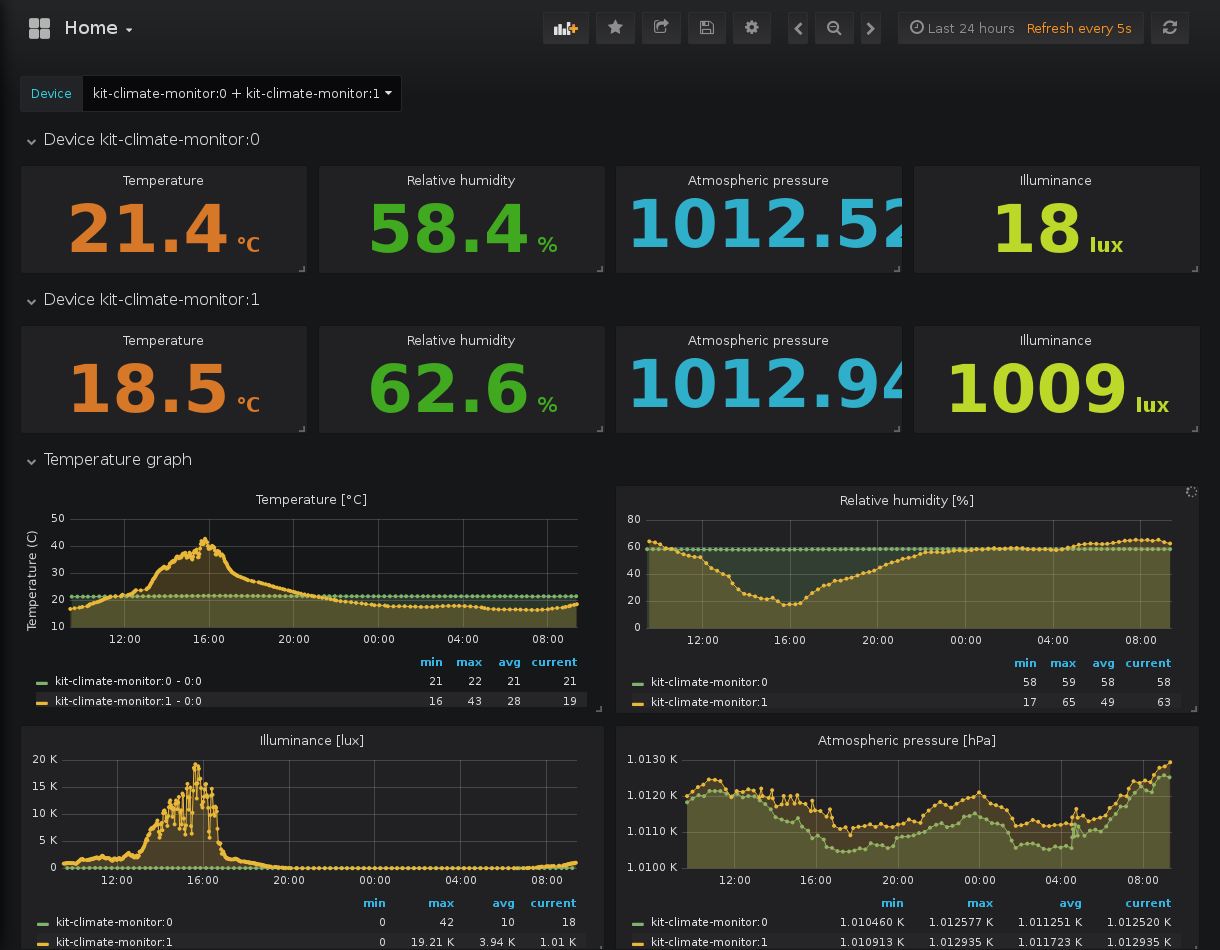 Home
Last 24 hours Refresh every 5s
Device kit-climate-monitor:0 + kit-climate-monitor:1
Device kit-climate-monitor:0
Temperature Relative humidity Atmospheric pressure Illuminance
21.4 °C 58.4 % 1012.52 18 lux
Device kit-climate-monitor:1
Temperature Relative humidity Atmospheric pressure Illuminance
18.5 °C 62.6 % 1012.94 1009 lux
Temperature graph
Temperature [°C]
Temperature (C)
50
40
30
20
10
12:00 16:00 20:00 00:00 04:00 08:00
min max avg current
kit-climate-monitor:0 - 0:0 21 22 21 21
kit-climate-monitor:1 - 0:0 16 43 28 19
Relative humidity [%]
80
60
40
20
0
12:00 16:00 20:00 00:00 04:00 08:00
min max avg current
kit-climate-monitor:0 58 59 58 58
kit-climate-monitor:1 17 65 49 63
Illuminance [lux]
20 K
15 K
10 K
5 K
0
12:00 16:00 20:00 00:00 04:00 08:00
min max avg current
kit-climate-monitor:0 0 42 10 18
kit-climate-monitor:1 0 19.21 K 3.94 K 1.01 K
Atmospheric pressure [hPa]
1.0130 K
1.0120 K
1.0110 K
1.0100 K
12:00 16:00 20:00 00:00 04:00 08:00
min max avg current
kit-climate-monitor:0 1.010460 K 1.012577 K 1.011251 K 1.012520 K
kit-climate-monitor:1 1.010913 K 1.012935 K 1.011723 K 1.012935 K